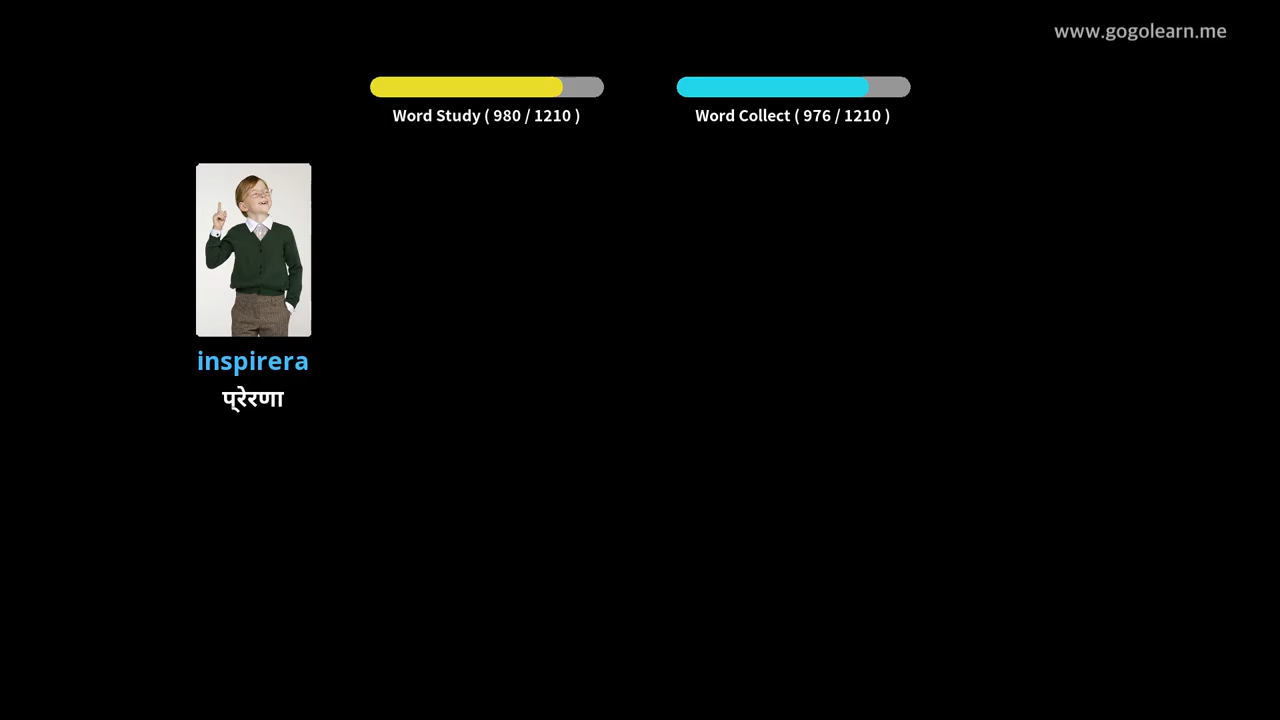 www.gogolearn.me
Word Study ( 980 / 1210 )
Word Collect ( 976 / 1210 )
inspirera
प्रेरणा